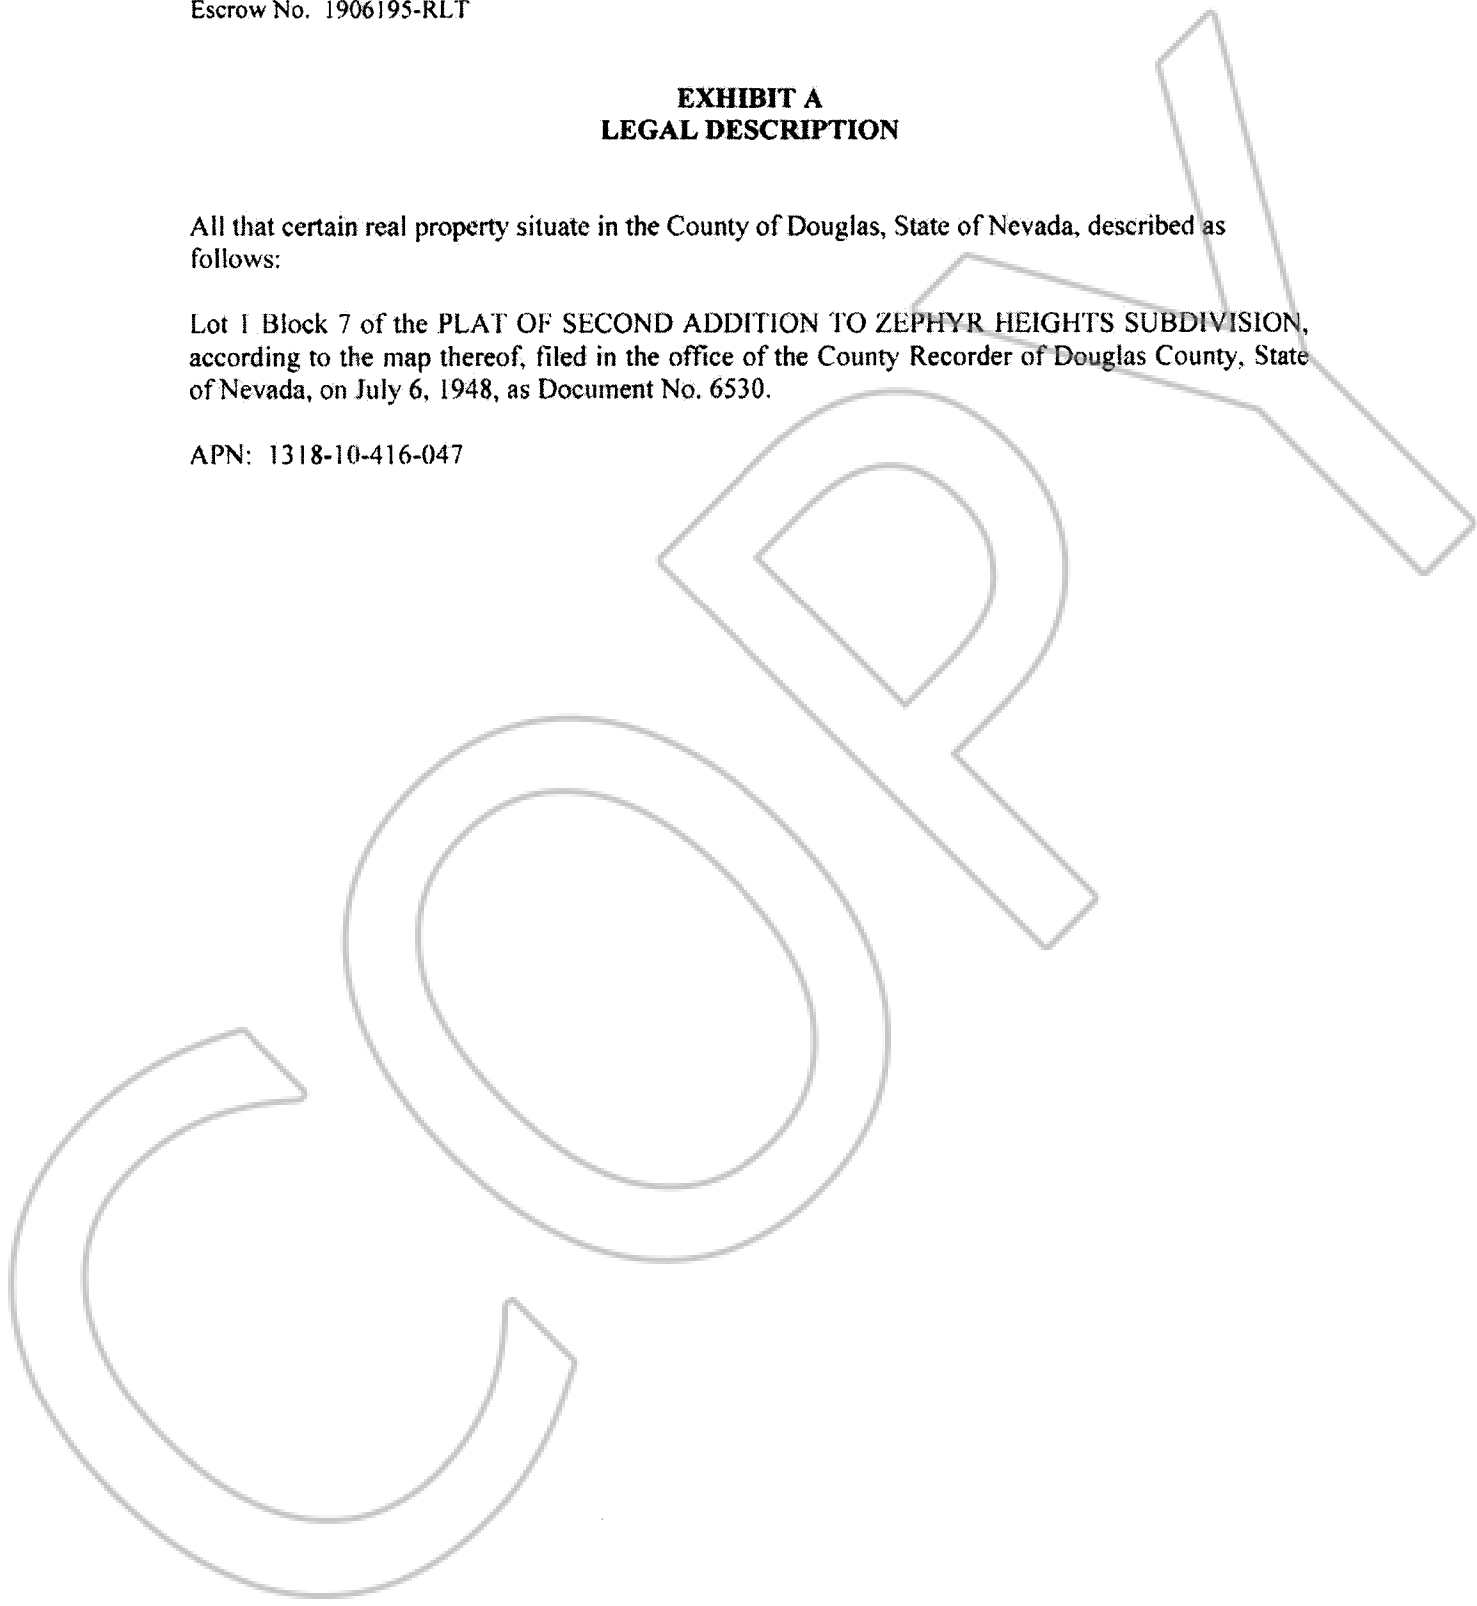 Escrow No. 1906195-RLT
EXHIBIT A
LEGAL DESCRIPTION
All that certain real property situate in the County of Douglas, State of Nevada, described as
follows:
Lot 1 Block 7 of the PLAT OF SECOND ADDITION TO ZEPHYR HEIGHTS SUBDIVISION,
according to the map thereof, filed in the office of the County Recorder of Douglas County, State
of Nevada, on July 6, 1948, as Document No. 6530.
APN: 1318-10-416-047
COPY